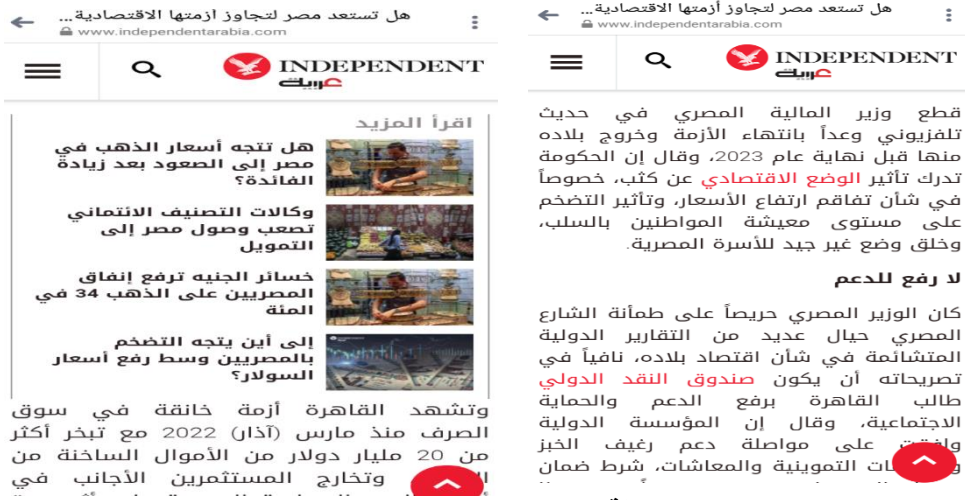 هل تستعد مصر لتجاوز أزمتها الاقتصادية...
www.independentarabia.com
INDEPENDENT
عربية
اقرأ المزيد
هل تتجه أسعار الذهب في
مصر إلى الصعود بعد زيادة
الفائدة؟
وكالات التصنيف الائتماني
تصعب وصول مصر إلى
التمويل
خسائر الجنيه ترفع إنفاق
المصريين على الذهب 34 في
المئة
إلى أين يتجه التضخم
بالمصريين وسط رفع أسعار
السولار؟
وتشهد القاهرة أزمة خانقة في سوق
الصرف منذ مارس (آذار) 2022 مع تبخر أكثر
من 20 مليار دولار من الأموال الساخنة من
وتخارج المستثمرين الأجانب في
هل تستعد مصر لتجاوز أزمتها الاقتصادية...
www.independentarabia.com
INDEPENDENT
عربية
قطع وزير المالية المصري في حديث
تلفزيوني وعداً بانتهاء الأزمة وخروج بلاده
منها قبل نهاية عام 2023، وقال إن الحكومة
تدرك تأثير الوضع الاقتصادي عن كثب، خصوصاً
في شأن تفاقم ارتفاع الأسعار، وتأثير التضخم
على مستوى معيشة المواطنين بالسلب،
وخلق وضع غير جيد للأسرة المصرية.
لا رفع للدعم
كان الوزير المصري حريصاً على طمأنة الشارع
المصري حيال عديد من التقارير الدولية
المتشائمة في شأن اقتصاد بلاده، نافياً في
تصريحاته أن يكون صندوق النقد الدولي
طالب القاهرة برفع الدعم والحماية
الاجتماعية، وقال إن المؤسسة الدولية
وافقت على مواصلة دعم رغيف الخبز
التموينية والمعاشات، شرط ضمان